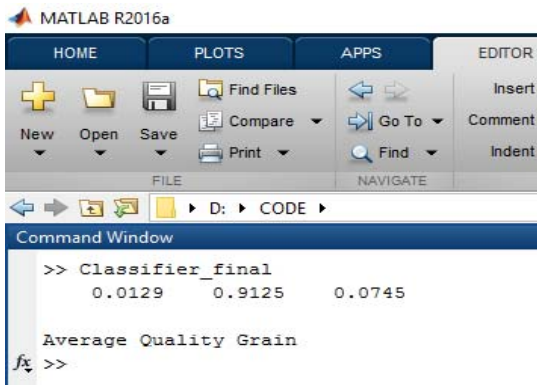 MATLAB R2016a
HOME PLOTS APPS EDITOR
New Open Save Find Files Go To Insert
Compare Comment
Print Find Indent
FILE NAVIGATE
D: CODE
Command Window
>> Classifier_final
0.0129 0.9125 0.0745
Average Quality Grain
fx >>